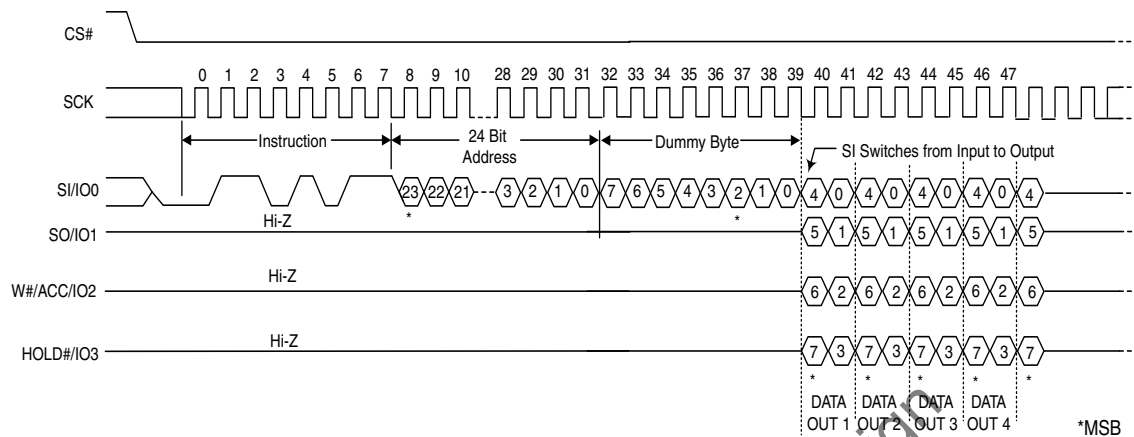 CS#
0 1 2 3 4 5 6 7 8 9 10 28 29 30 31 32 33 34 35 36 37 38 39 40 41 42 43 44 45 46 47
SCK
Instruction 24 Bit Address Dummy Byte
SI Switches from Input to Output
SI/IO0 23 22 21 3 2 1 0 7 6 5 4 3 2 1 0 4 0 4 0 4 0 4 0 4
* *
Hi-Z
SO/IO1 5 1 5 1 5 1 5 1 5
Hi-Z
W#/ACC/IO2 6 2 6 2 6 2 6 2 6
Hi-Z
HOLD#/IO3 7 3 7 3 7 3 7 3 7
* * * * *
DATA OUT 1 DATA OUT 2 DATA OUT 3 DATA OUT 4
*MSB